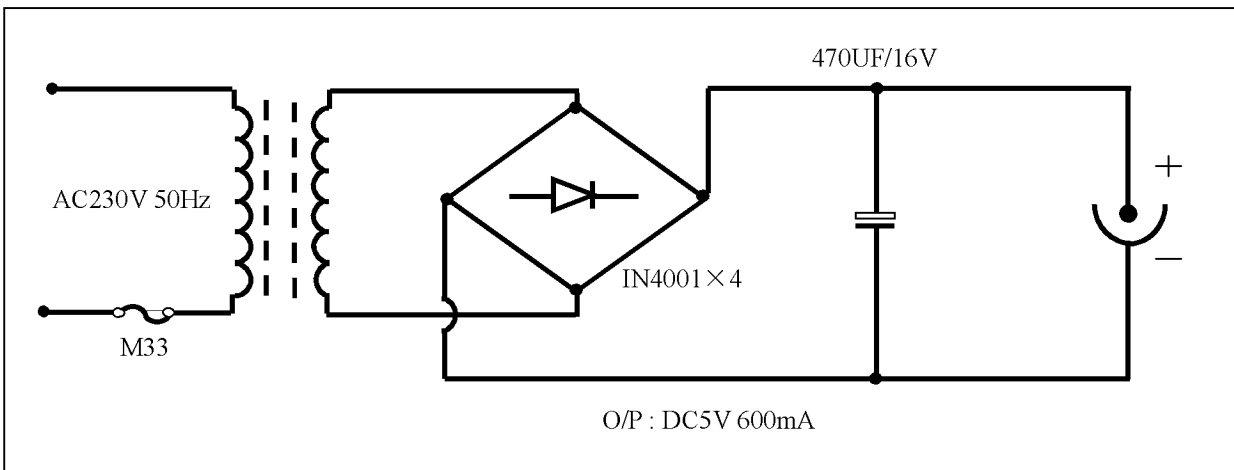 470UF/16V
+
AC230V 50Hz
—
IN4001×4
M33
O/P : DC5V 600mA